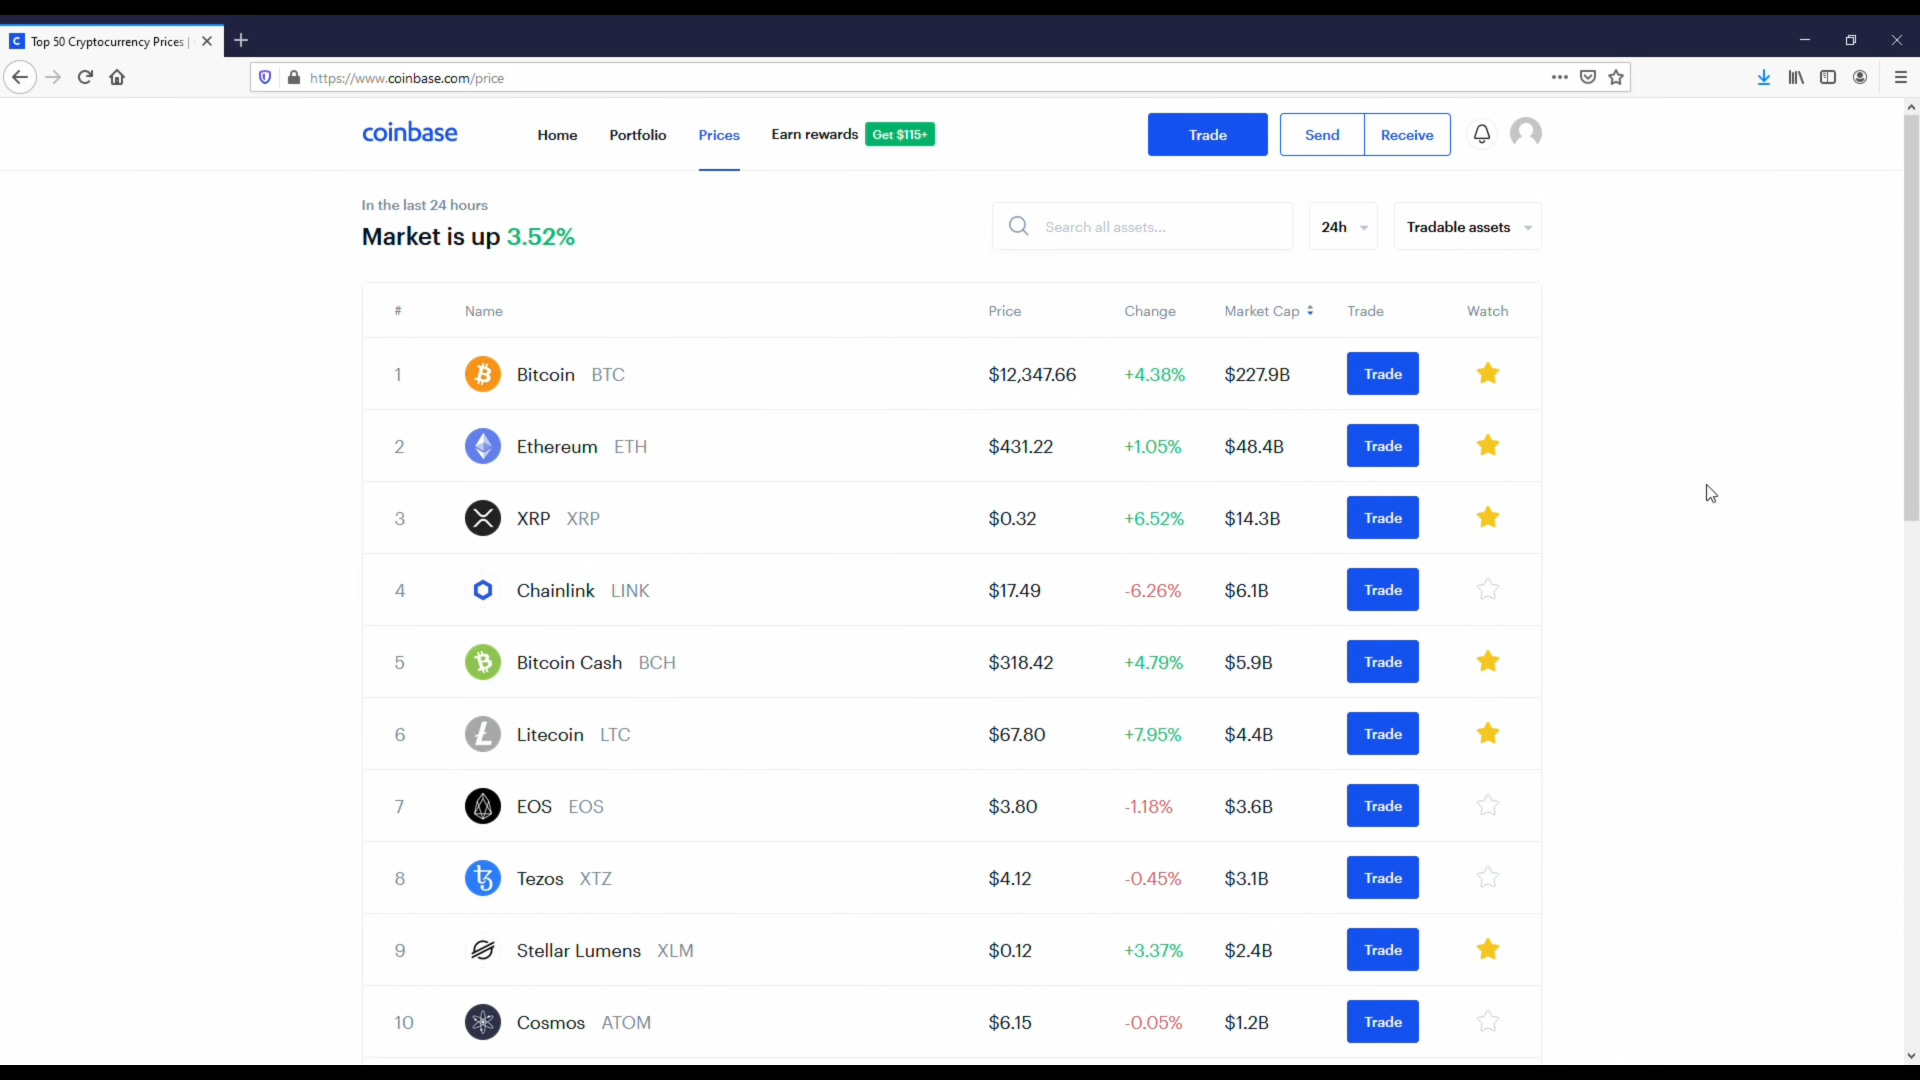 Top 50 Cryptocurrency Prices |
https://www.coinbase.com/price
coinbase Home Portfolio Prices Earn rewards Get $115+ Trade Send Receive
In the last 24 hours
Market is up 3.52% Search all assets... 24h Tradable assets
# Name Price Change Market Cap Trade Watch
1 Bitcoin BTC $12,347.66 +4.38% $227.9B Trade
2 Ethereum ETH $431.22 +1.05% $48.4B Trade
3 XRP XRP $0.32 +6.52% $14.3B Trade
4 Chainlink LINK $17.49 -6.26% $6.1B Trade
5 Bitcoin Cash BCH $318.42 +4.79% $5.9B Trade
6 Litecoin LTC $67.80 +7.95% $4.4B Trade
7 EOS EOS $3.80 -1.18% $3.6B Trade
8 Tezos XTZ $4.12 -0.45% $3.1B Trade
9 Stellar Lumens XLM $0.12 +3.37% $2.4B Trade
10 Cosmos ATOM $6.15 -0.05% $1.2B Trade